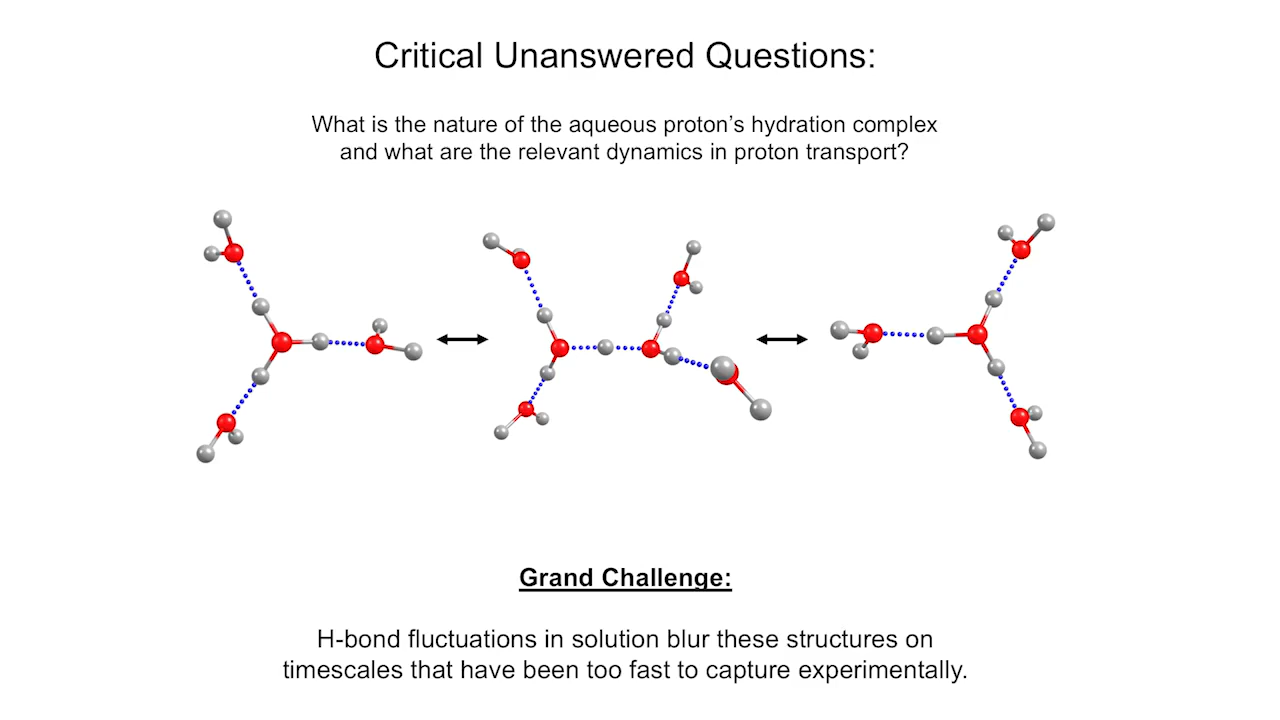 Critical Unanswered Questions:
What is the nature of the aqueous proton’s hydration complex
and what are the relevant dynamics in proton transport?
Grand Challenge:
H-bond fluctuations in solution blur these structures on
timescales that have been too fast to capture experimentally.